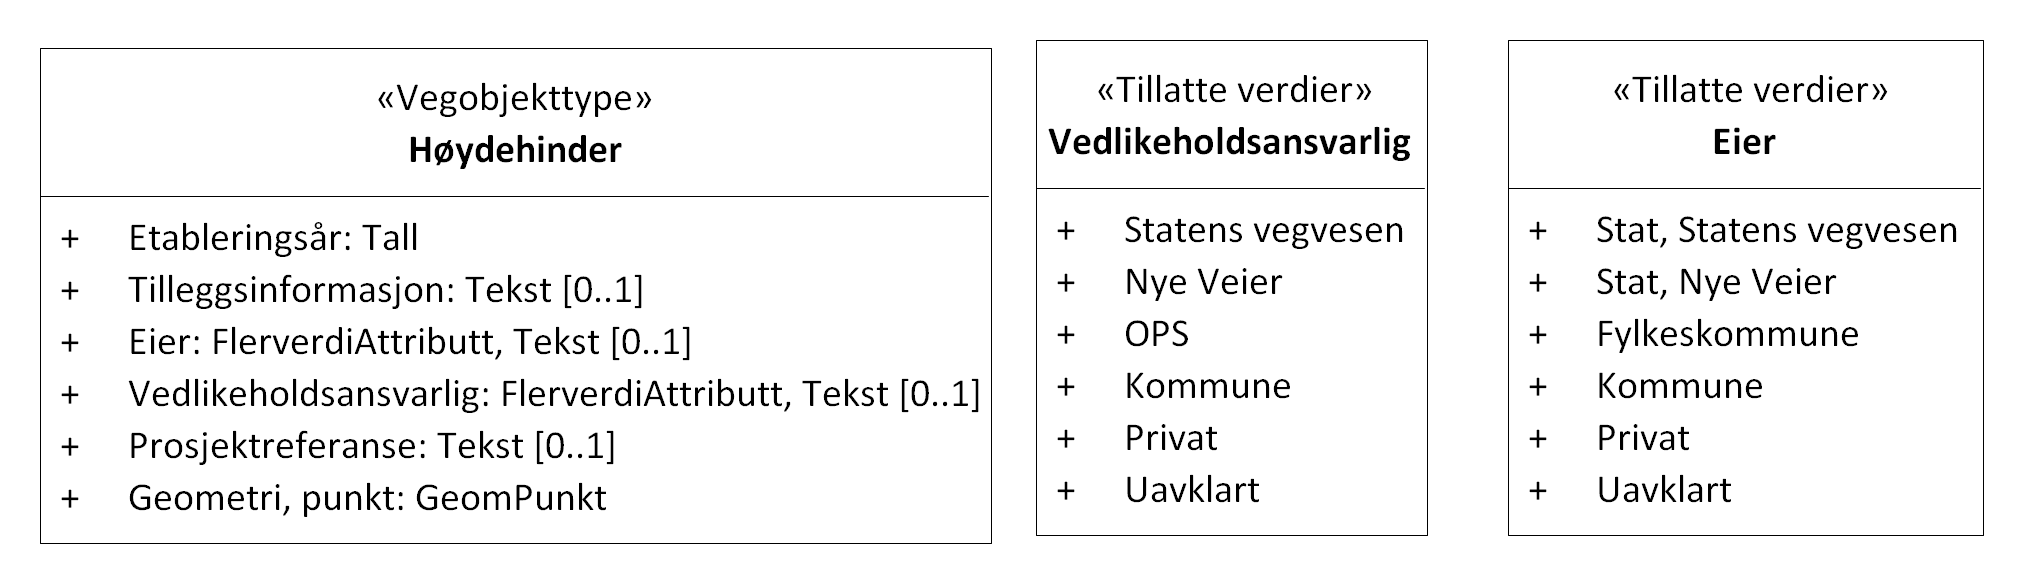 «Vegobjekttype»
Høydehinder
+ Etableringsår: Tall
+ Tilleggsinformasjon: Tekst [0..1]
+ Eier: FlerverdiAttributt, Tekst [0..1]
+ Vedlikeholdsansvarlig: FlerverdiAttributt, Tekst [0..1]
+ Prosjektreferanse: Tekst [0..1]
+ Geometri, punkt: GeomPunkt
«Tillatte verdier»
Vedlikeholdsansvarlig
+ Statens vegvesen
+ Nye Veier
+ OPS
+ Kommune
+ Privat
+ Uavklart
«Tillatte verdier»
Eier
+ Stat, Statens vegvesen
+ Stat, Nye Veier
+ Fylkeskommune
+ Kommune
+ Privat
+ Uavklart